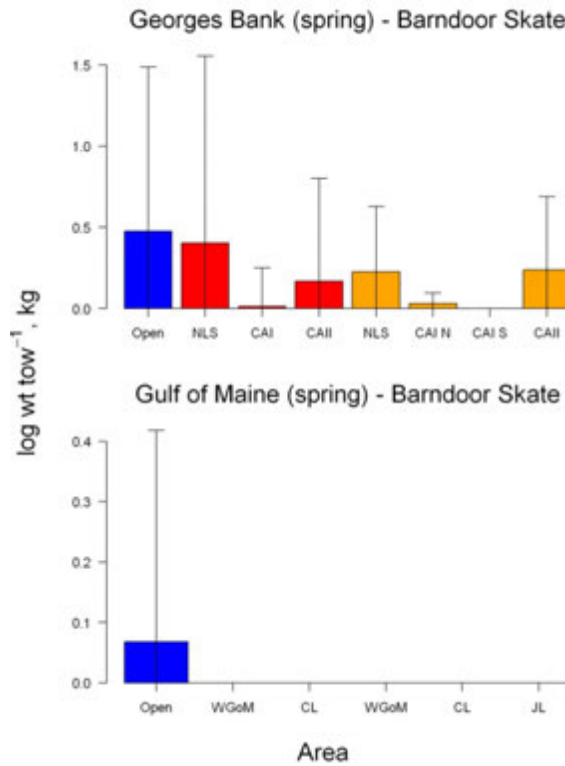 Georges Bank (spring) - Barndoor Skate
1.5
1.0
0.5
0.0
Open NLS CAI CAII NLS CAI N CAI S CAII
log wt tow⁻¹, kg
Gulf of Maine (spring) - Barndoor Skate
0.4
0.3
0.2
0.1
0.0
Open WGoM CL WGoM CL JL
Area